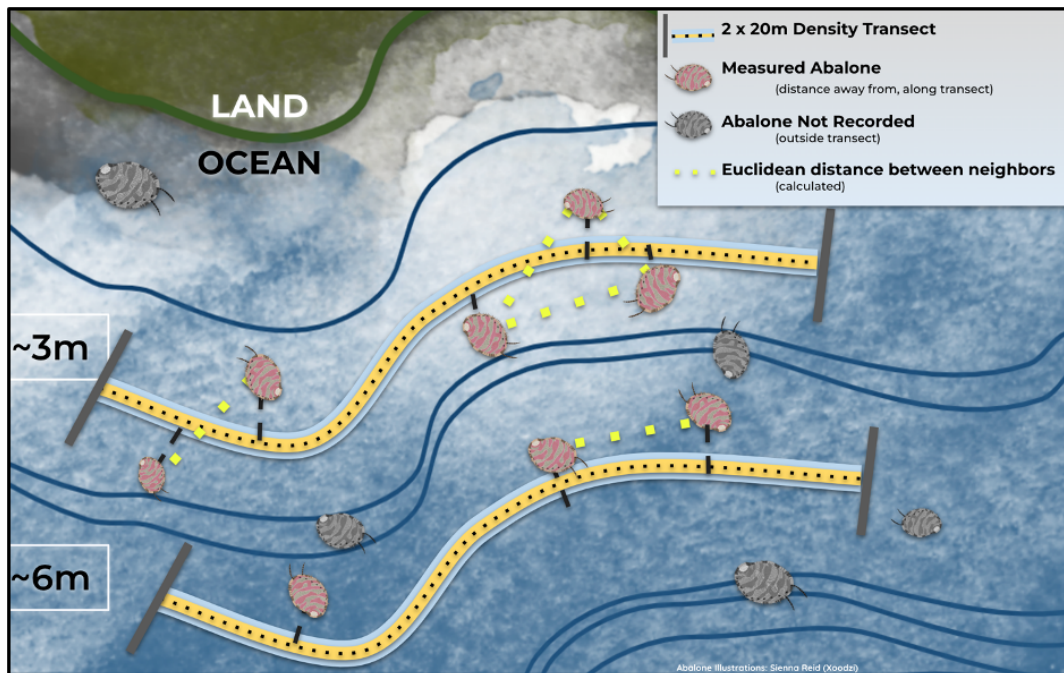 2 x 20m Density Transect
Measured Abalone
(distance away from, along transect)
Abalone Not Recorded
(outside transect)
Euclidean distance between neighbors
(calculated)
LAND
OCEAN
~3m
~6m
Abalone Illustrations: Sienna Reid (Xoodzi)